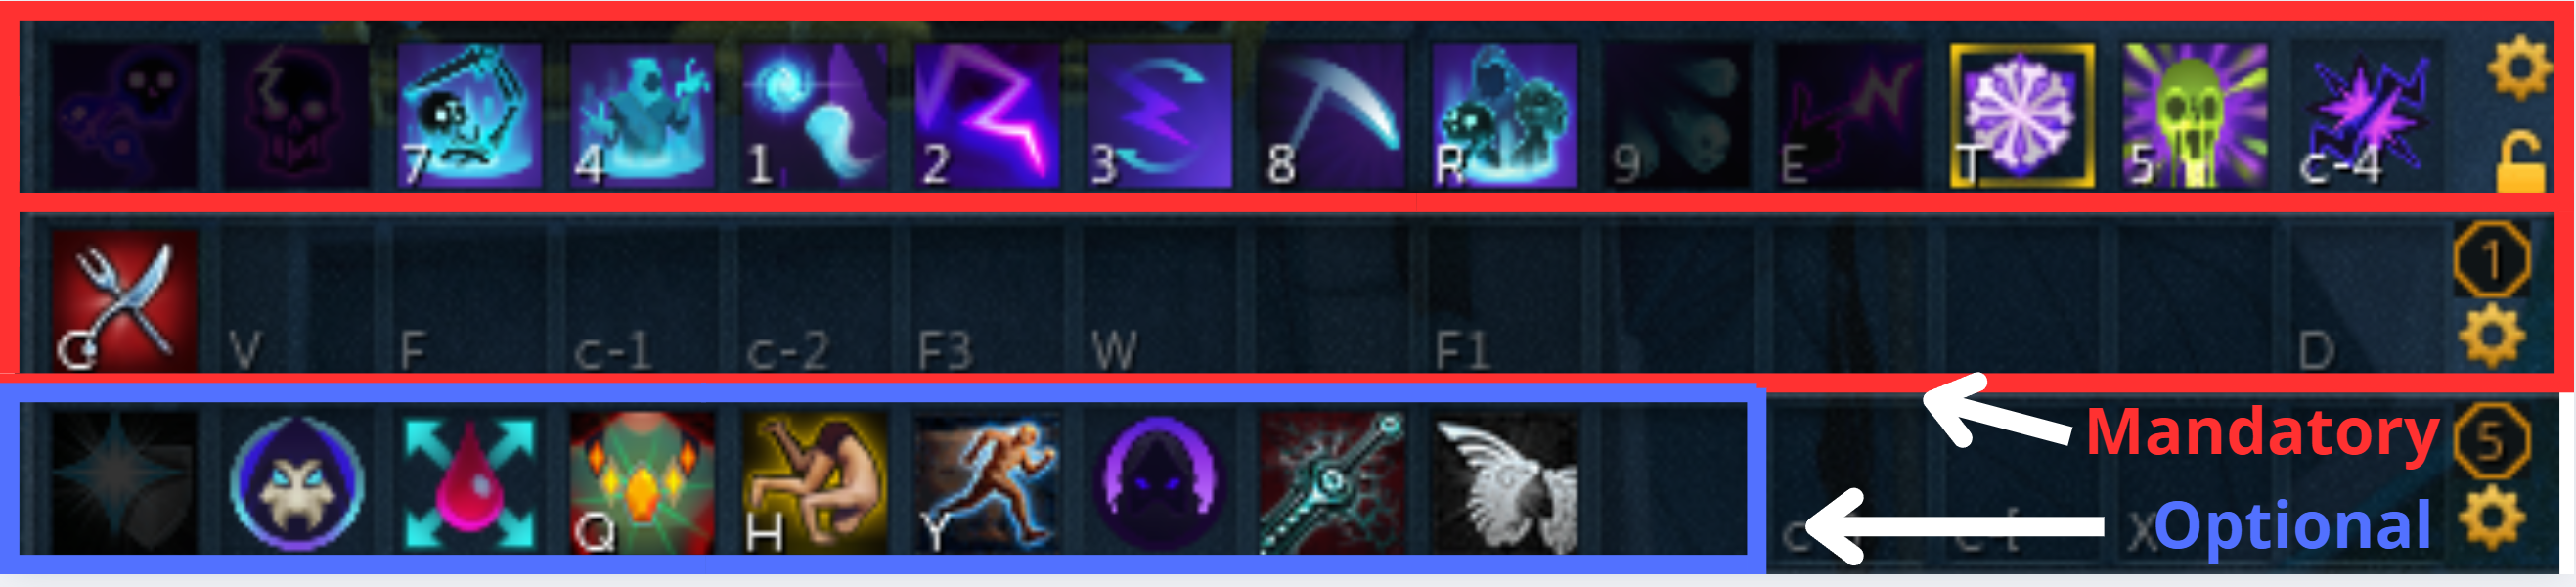 7 4 1 2 3 8 R 9 E T 5 c-4
C V F c-1 c-2 F3 W F1 D 1
Mandatory
Q H Y X 5
Optional